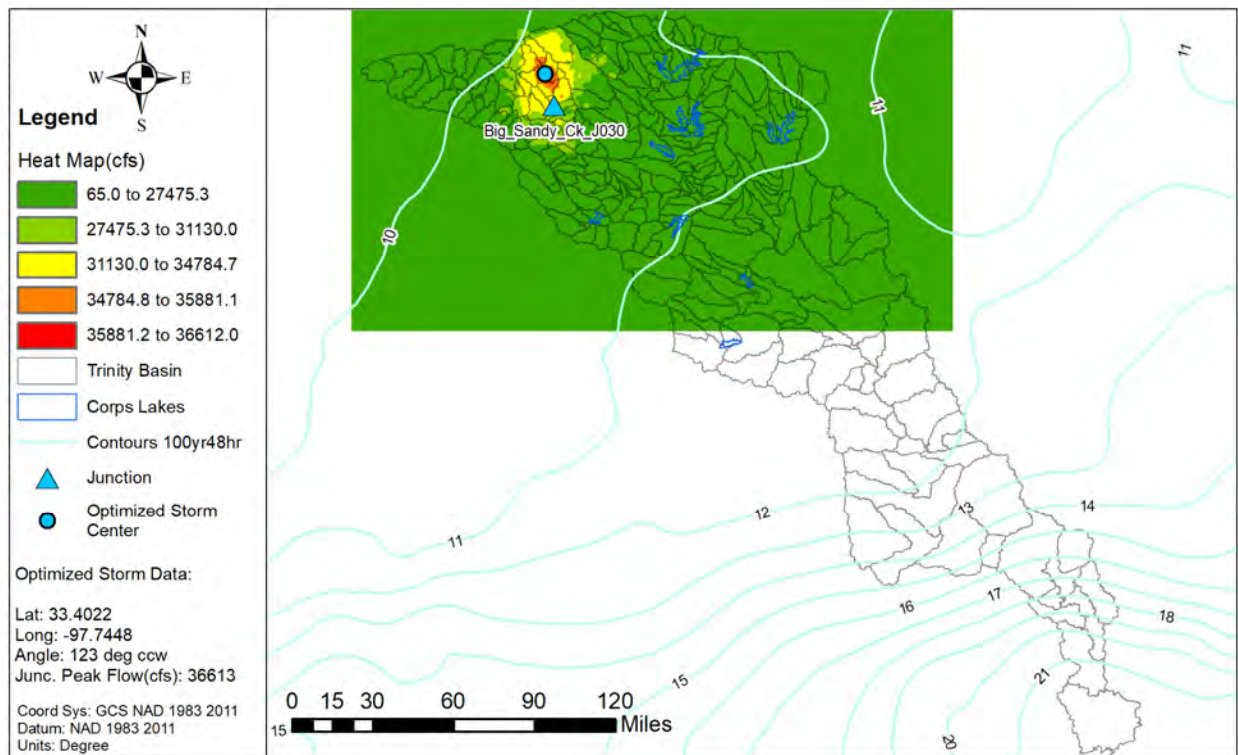 N
W
E
S
Legend
Heat Map(cfs)
65.0 to 27475.3
27475.3 to 31130.0
31130.0 to 34784.7
34784.8 to 35881.1
35881.2 to 36612.0
Trinity Basin
Corps Lakes
Contours 100yr48hr
Junction
Optimized Storm
Center
Optimized Storm Data:
Lat: 33.4022
Long: -97.7448
Angle: 123 deg ccw
Junc. Peak Flow(cfs): 36613
Coord Sys: GCS NAD 1983 2011
Datum: NAD 1983 2011
Units: Degree
Big_Sandy_Ck_J030
11
11
10
12
13
14
11
16
17
18
15
21
20
15
0 15 30 60 90 120
Miles